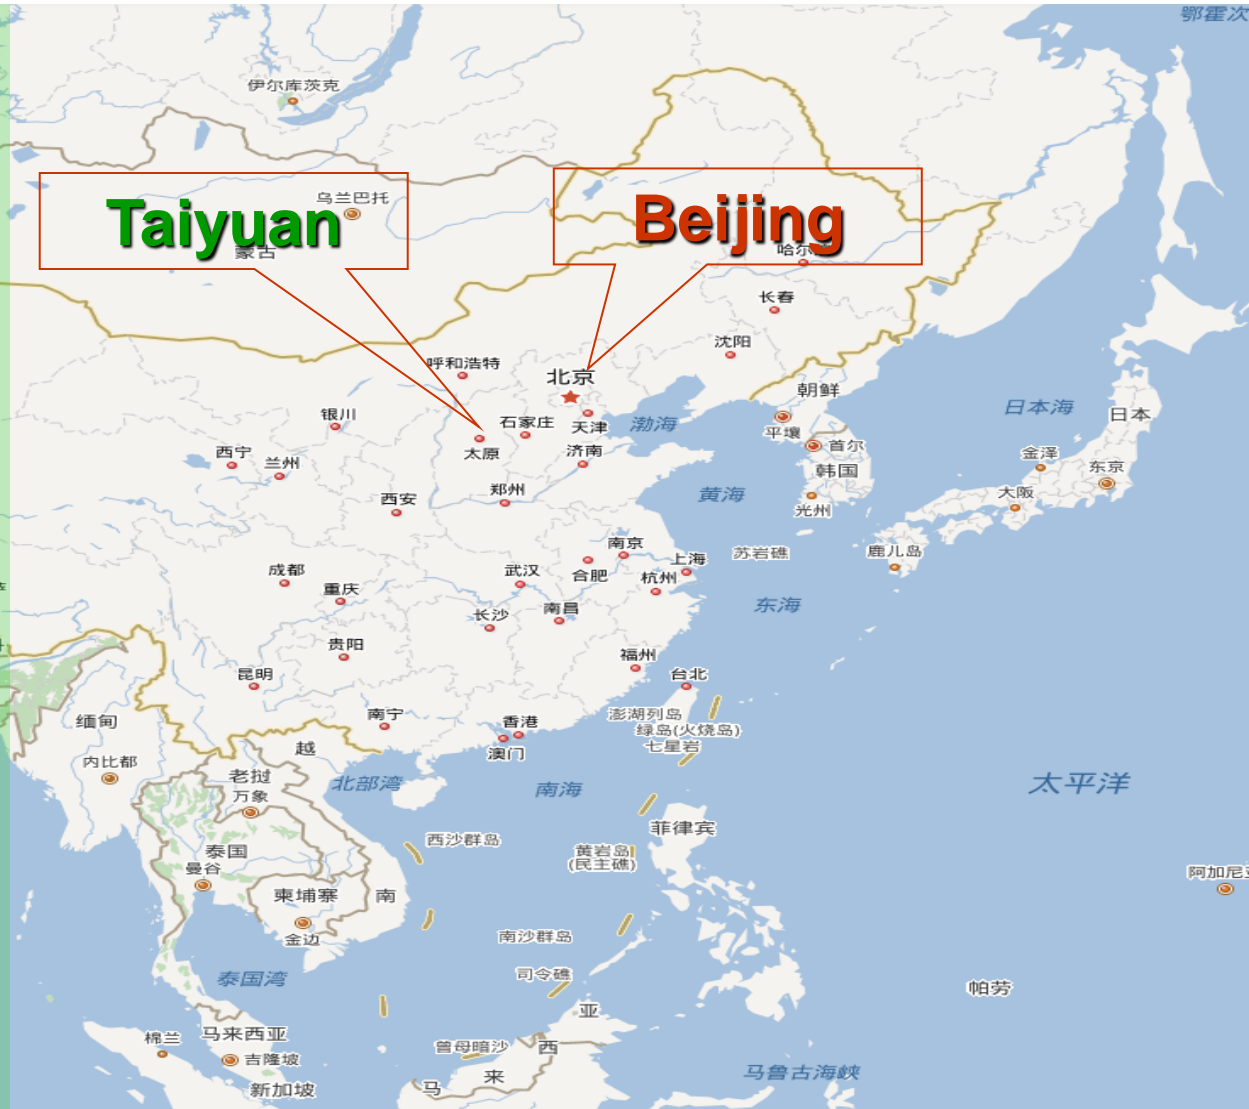 鄂霍次
伊尔库茨克
乌兰巴托
Taiyuan
Beijing
蒙古
哈尔
长春
沈阳
呼和浩特
北京
朝鲜
银川
石家庄
天津
渤海
日本海
日本
平壤
首尔
西宁
兰州
太原
济南
韩国
金泽
东京
西安
郑州
黄海
光州
大阪
南京
上海
苏岩礁
鹿儿岛
成都
重庆
武汉
合肥
杭州
长沙
南昌
东海
贵阳
福州
昆明
台北
缅甸
南宁
香港
澎湖列岛
绿岛(火烧岛)
七星岩
澳门
越
内比都
老挝
万象
北部湾
南海
太平洋
西沙群岛
菲律宾
泰国
曼谷
黄岩岛
(民主礁)
阿加尼亚
柬埔寨
南
金边
南沙群岛
泰国湾
司令礁
帕劳
亚
棉兰
马来西亚
曾母暗沙
西
吉隆坡
来
马鲁古海峡
新加坡
马